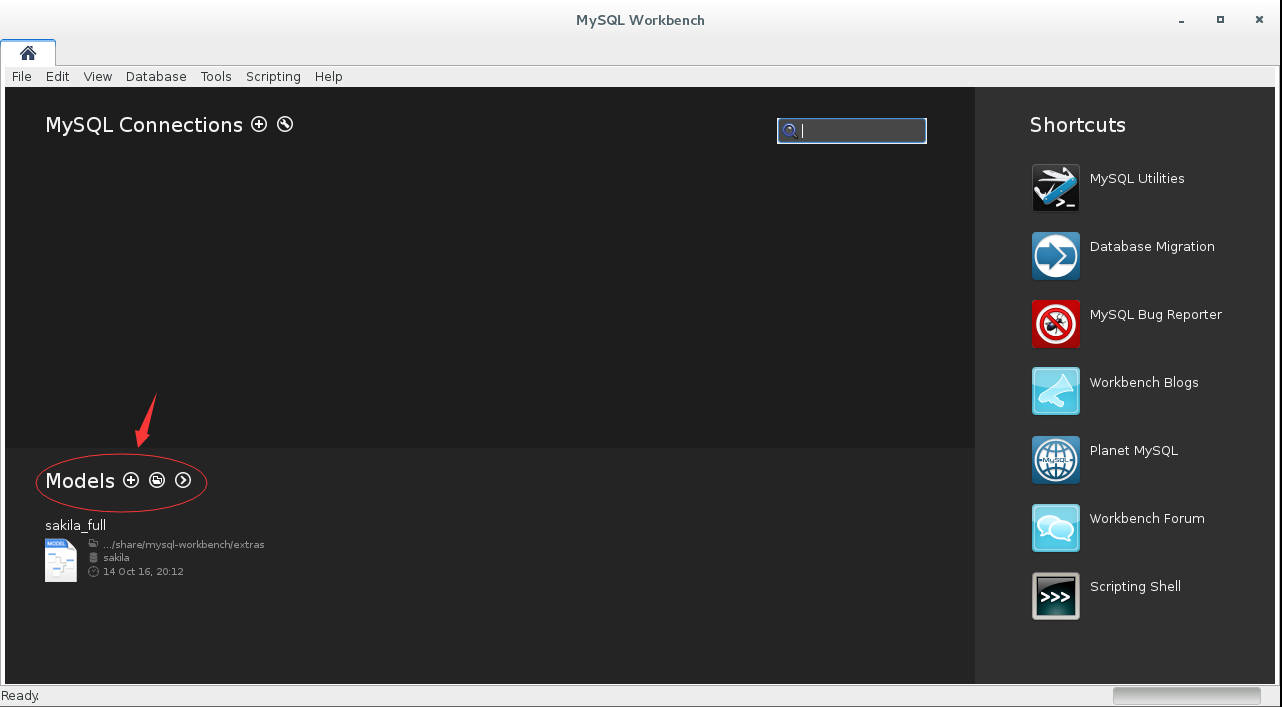 MySQL Workbench
File Edit View Database Tools Scripting Help
MySQL Connections
Shortcuts
MySQL Utilities
Database Migration
MySQL Bug Reporter
Workbench Blogs
Planet MySQL
MySQL
Workbench Forum
Scripting Shell
>>>
Models
sakila_full
MODEL
.../share/mysql-workbench/extras
sakila
14 Oct 16, 20:12
Ready.